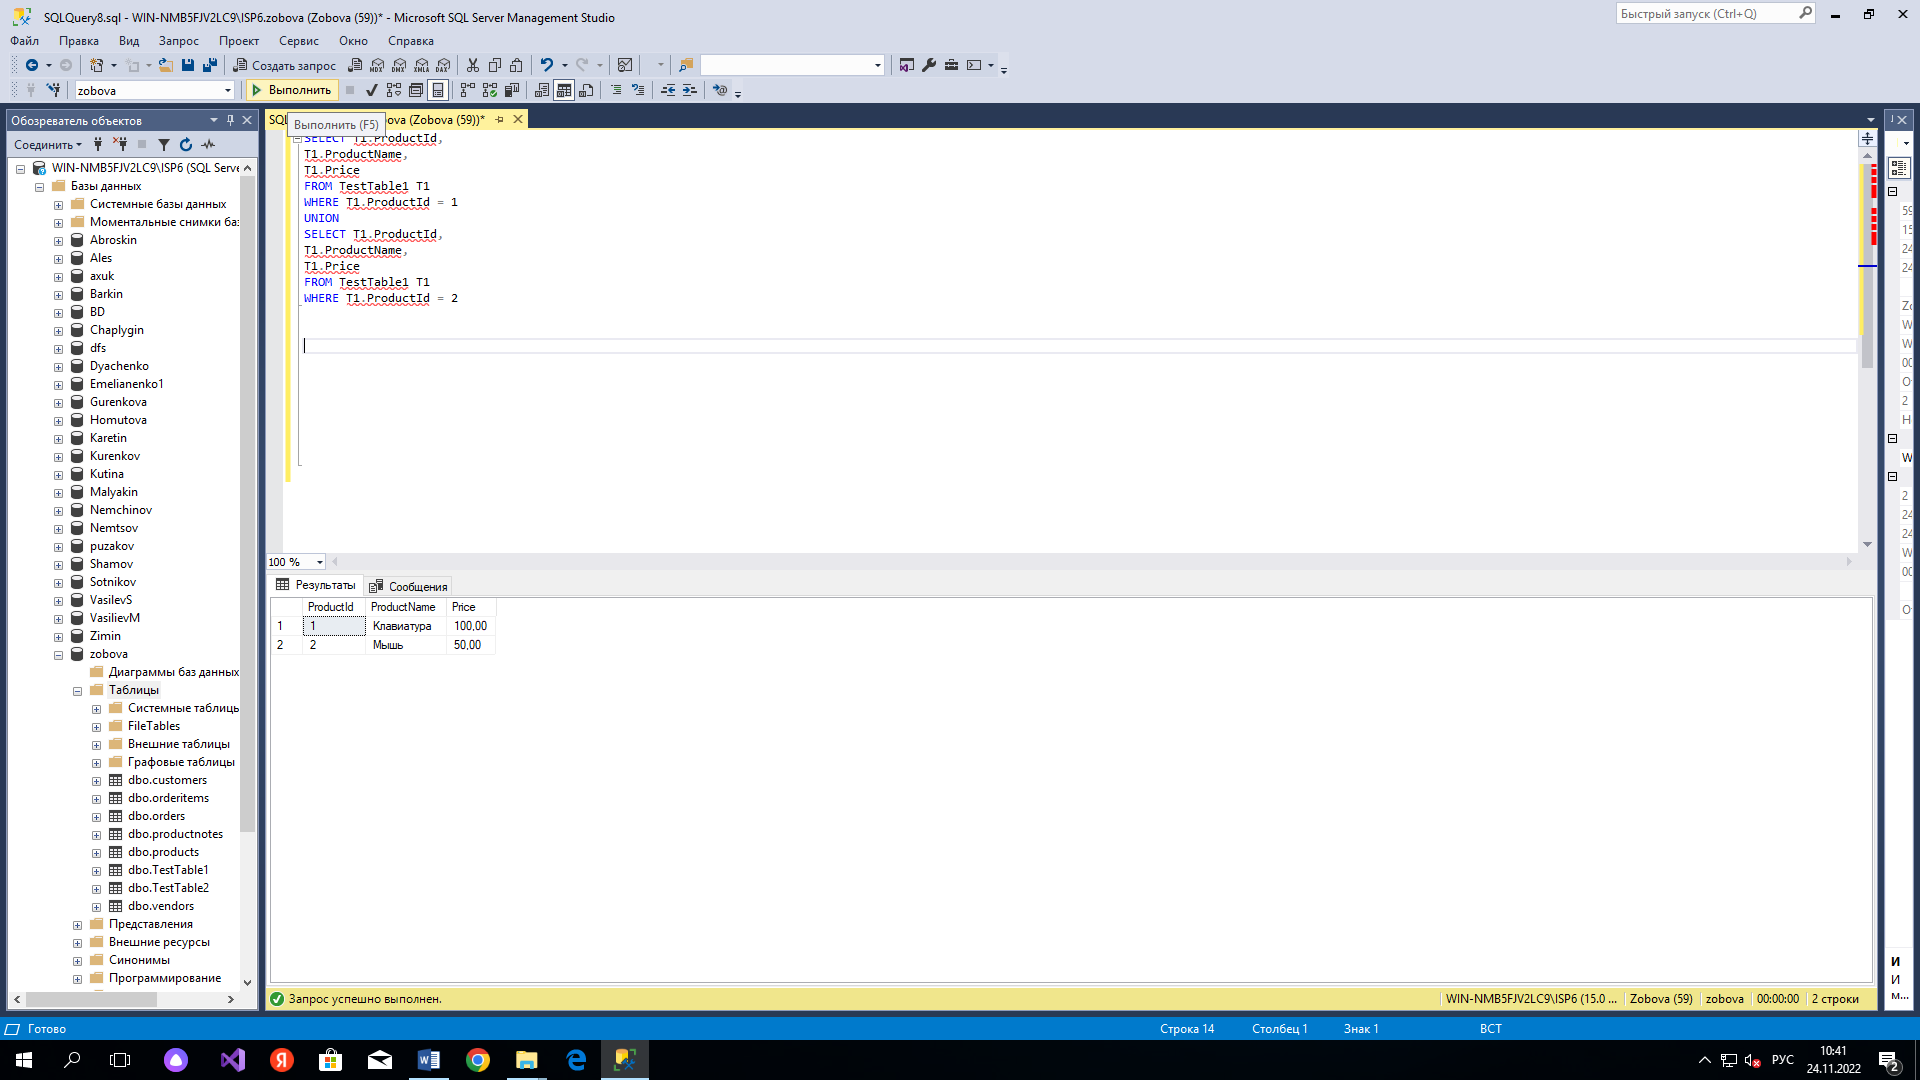 SQLQuery8.sql - WIN-NMB5FJV2LC9\ISP6.zobova (Zobova (59))* - Microsoft SQL Server Management Studio
Быстрый запуск (Ctrl+Q)
Файл Правка Вид Запрос Проект Сервис Окно Справка
Создать запрос
MDX DMX XMLA DAX
zobova
Выполнить
Обозреватель объектов
Выполнить (F5)
ova (Zobova (59))*
Соединить
WIN-NMB5FJV2LC9\ISP6 (SQL Serve
Базы данных
Системные базы данных
Моментальные снимки баз
Abroskin
Ales
axuk
Barkin
BD
Chaplygin
dfs
Dyachenko
Emelianenko1
Gurenkova
Homutova
Karetin
Kurenkov
Kutina
Malyakin
Nemchinov
Nemtsov
puzakov
Shamov
Sotnikov
VasilevS
VasilievM
Zimin
zobova
Диаграммы баз данных
Таблицы
Системные таблицы
FileTables
Внешние таблицы
Графовые таблицы
dbo.customers
dbo.orderitems
dbo.orders
dbo.productnotes
dbo.products
dbo.TestTable1
dbo.TestTable2
dbo.vendors
Представления
Внешние ресурсы
Синонимы
Программирование
SELECT T1.ProductId,
T1.ProductName,
T1.Price
FROM TestTable1 T1
WHERE T1.ProductId = 1
UNION
SELECT T1.ProductId,
T1.ProductName,
T1.Price
FROM TestTable1 T1
WHERE T1.ProductId = 2
100 %
Результаты Сообщения
ProductId ProductName Price
1 1 Клавиатура 100,00
2 2 Мышь 50,00
Запрос успешно выполнен.
WIN-NMB5FJV2LC9\ISP6 (15.0 ... Zobova (59) zobova 00:00:00 2 строки
Готово
Строка 14 Столбец 1 Знак 1 ВСТ
РУС
10:41
24.11.2022
2